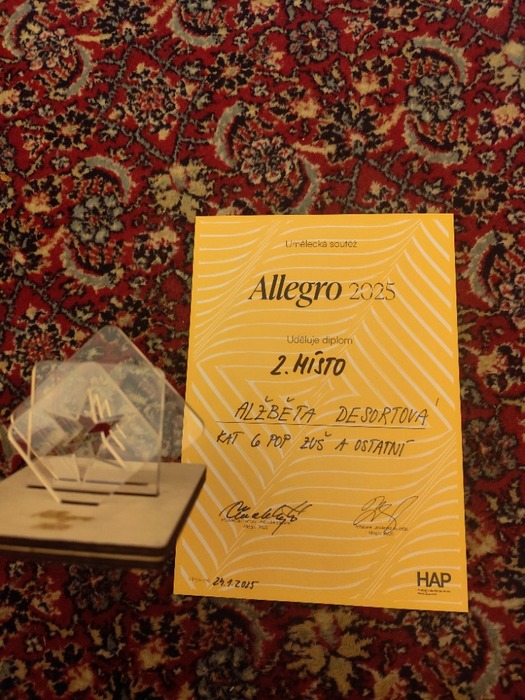 Umělecká soutěž
Allegro 2025
Uděluje diplom
2. MÍSTO
ALŽBĚTA DESORTOVÁ
KAT 6 POP ZUŠ A OSTATNÍ
24.1.2025
HAP